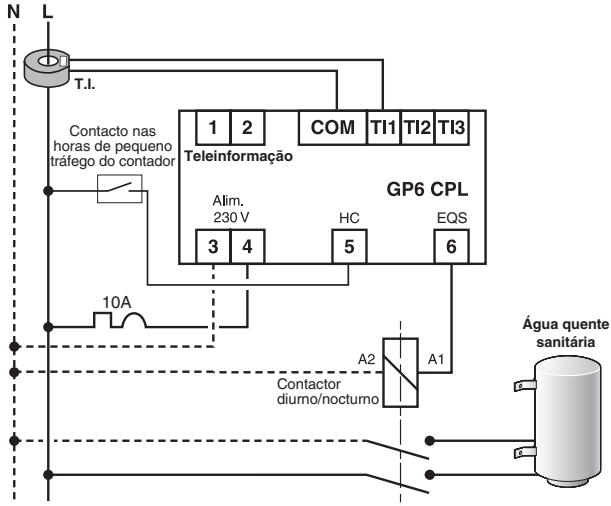 N L
T.I.
1 2 COM TI1 TI2 TI3
Teleinformação
Contacto nas
horas de pequeno
tráfego do contador
GP6 CPL
Alim.
230 V
HC
EQS
3 4 5 6
10A
Água quente
sanitária
A2 A1
Contactor
diurno/nocturno